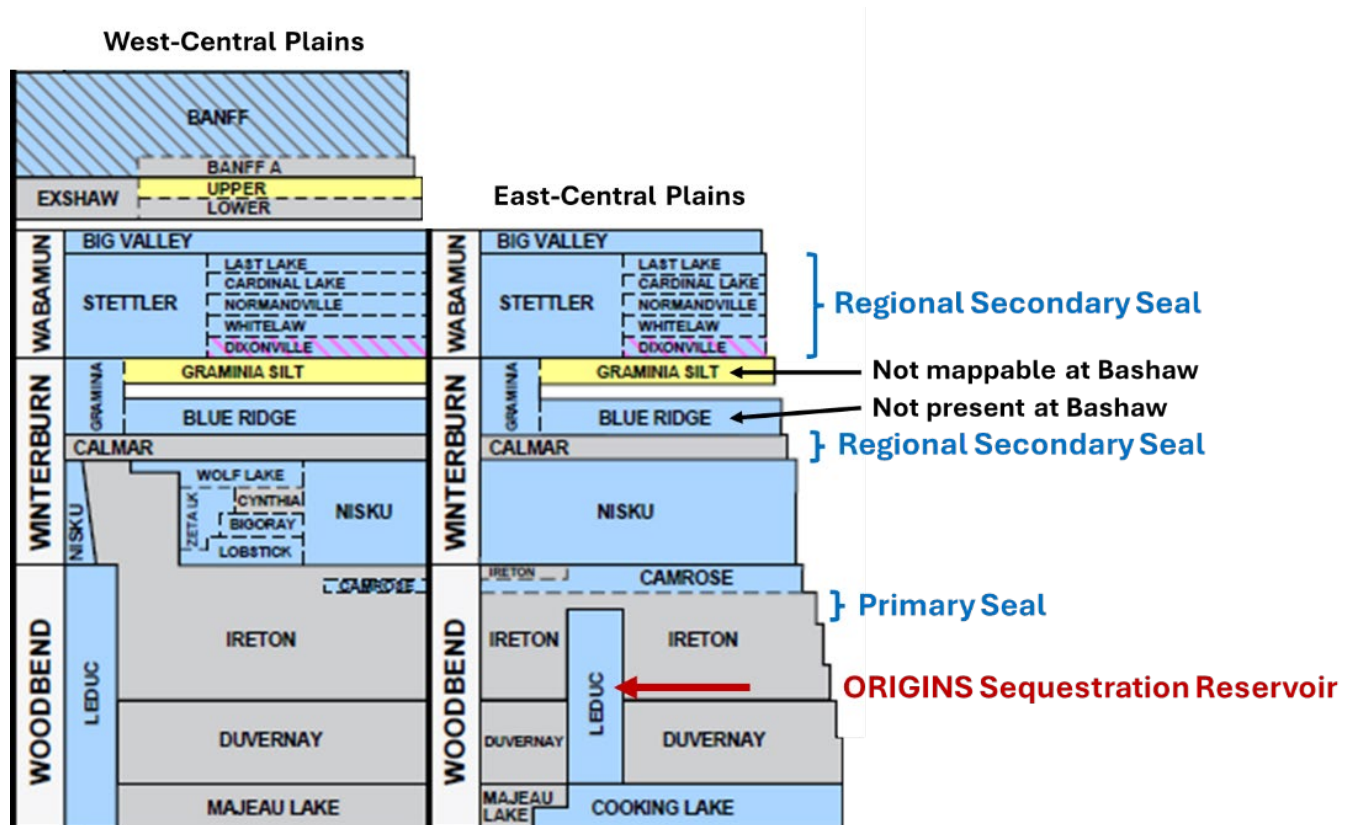 West-Central Plains
BANFF
BANFF A
EXSHAW
UPPER
LOWER
East-Central Plains
WABAMUN
BIG VALLEY
STETTLER
LAST LAKE
CARDINAL LAKE
NORMANDVILLE
WHITELAW
DIXONVILLE
WABAMUN
BIG VALLEY
STETTLER
LAST LAKE
CARDINAL LAKE
NORMANDVILLE
WHITELAW
DIXONVILLE
Regional Secondary Seal
WINTERBURN
GRAMINIA
GRAMINIA SILT
BLUE RIDGE
CALMAR
NISKU
WOLF LAKE
ZETA LK
CYNTHIA
BIGORAY
LOBSTICK
NISKU
WINTERBURN
GRAMINIA
GRAMINIA SILT
Not mappable at Bashaw
BLUE RIDGE
Not present at Bashaw
CALMAR
Regional Secondary Seal
NISKU
WOODBEND
LEDUC
CAMROSE
IRETON
DUVERNAY
MAJEAU LAKE
WOODBEND
IRETON
CAMROSE
Primary Seal
IRETON
LEDUC
IRETON
ORIGINS Sequestration Reservoir
DUVERNAY
DUVERNAY
MAJEAU
LAKE
COOKING LAKE